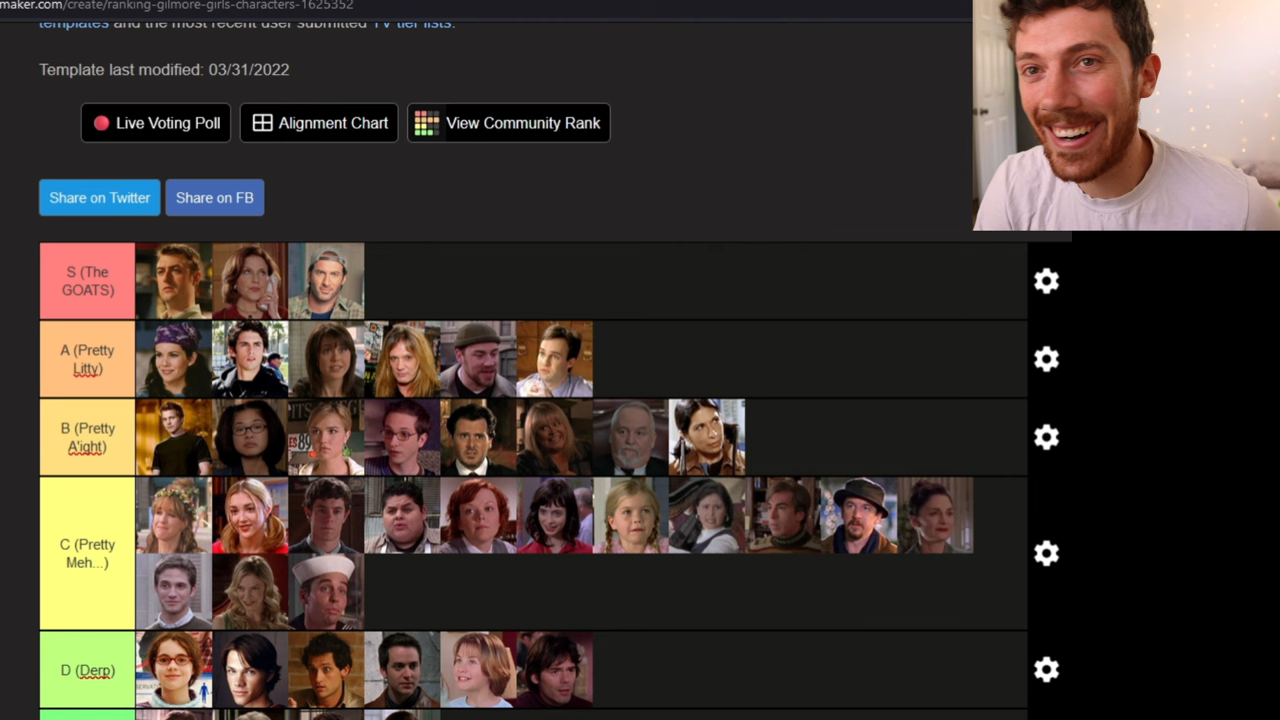 maker.com/create/ranking-gilmore-girls-characters-1625352
templates and the most recent user submitted TV tier lists.
Template last modified: 03/31/2022
Live Voting Poll
Alignment Chart
View Community Rank
Share on Twitter
Share on FB
S (The
GOATS)
A (Pretty
Litty)
B (Pretty
A'ight)
C (Pretty
Meh...)
D (Derp)